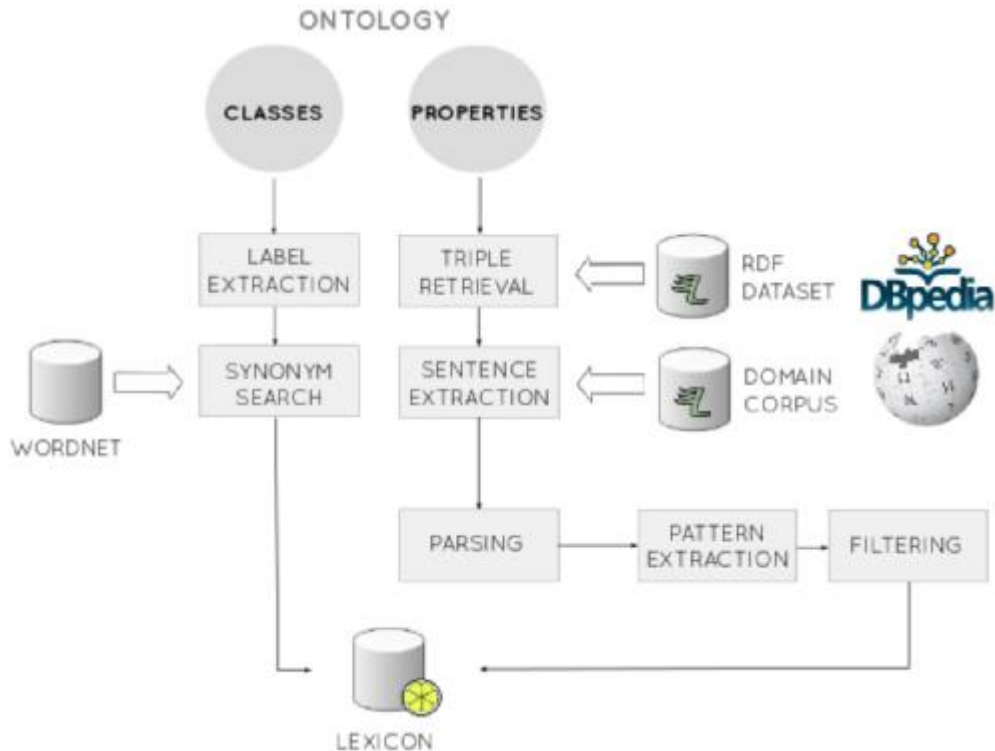 ONTOLOGY
CLASSES
PROPERTIES
LABEL
EXTRACTION
TRIPLE
RETRIEVAL
RDF
DATASET
DBpedia
SYNONYM
SEARCH
SENTENCE
EXTRACTION
DOMAIN
CORPUS
WORDNET
PARSING
PATTERN
EXTRACTION
FILTERING
LEXICON